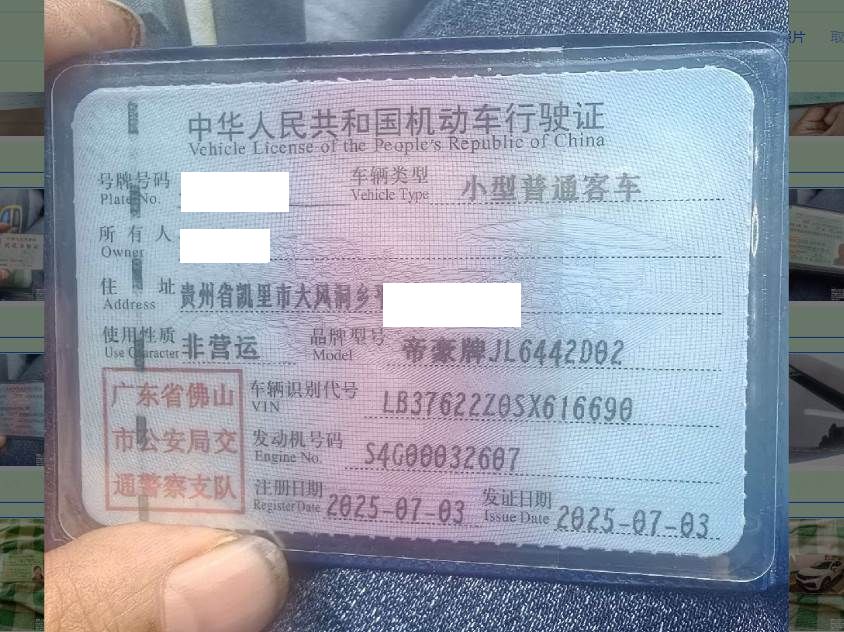 照片 取
中华人民共和国机动车行驶证
Vehicle License of the People's Republic of China
号牌号码 车辆类型 小型普通客车
Plate No. Vehicle Type
所有人
Owner
住址 貴州省凯里市大风洞乡
Address
使用性质 非营运 品牌型号 帝豪牌JL6442D02
Use Character Model
广东省佛山
市公安局交
通警察支队
车辆识别代号 LB37622Z0SX616690
VIN
发动机号码 S4G00032607
Engine No.
注册日期 2025-07-03 发证日期 2025-07-03
Register Date Issue Date